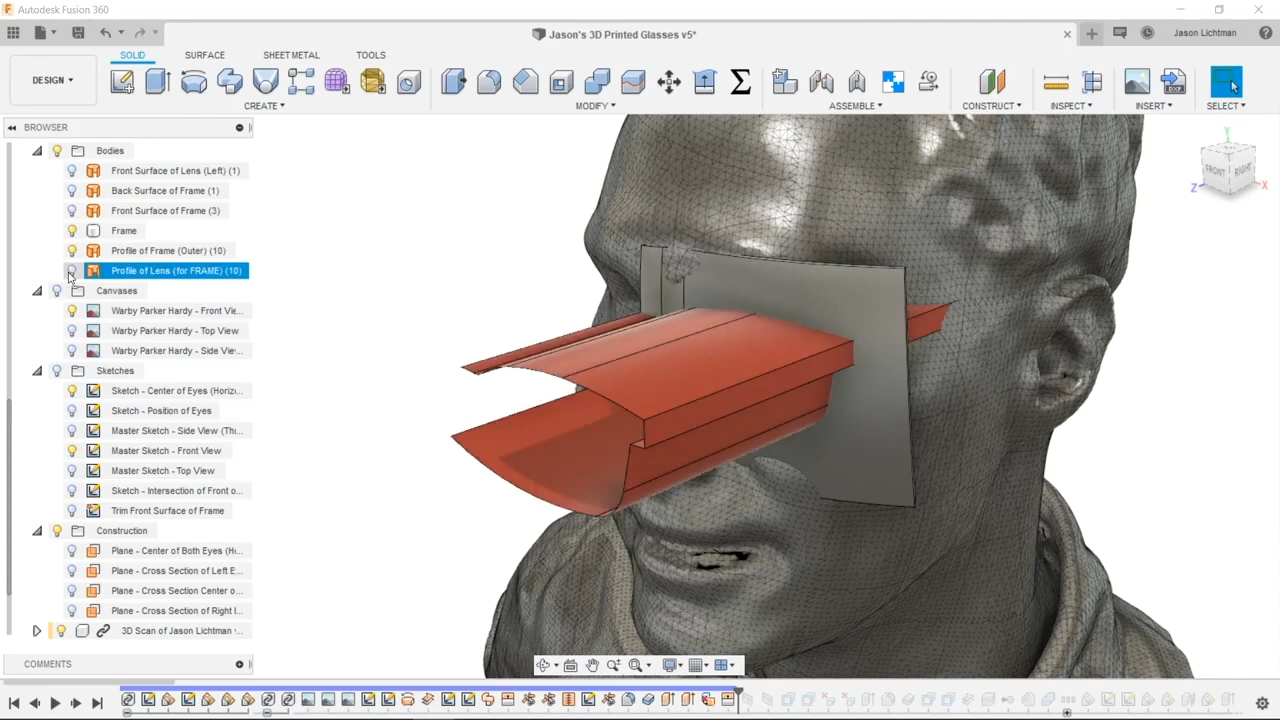 Autodesk Fusion 360
Jason's 3D Printed Glasses v5*
Jason Lichtman
SOLID SURFACE SHEET METAL TOOLS
DESIGN ▾
CREATE ▾ MODIFY ▾ ASSEMBLE ▾ CONSTRUCT ▾ INSPECT ▾ INSERT ▾ SELECT ▾
BROWSER
Bodies
Front Surface of Lens (Left) (1)
Back Surface of Frame (1)
Front Surface of Frame (3)
Frame
Profile of Frame (Outer) (10)
Profile of Lens (for FRAME) (10)
Canvases
Warby Parker Hardy - Front Vie...
Warby Parker Hardy - Top View
Warby Parker Hardy - Side View...
Sketches
Sketch - Center of Eyes (Horizo...
Sketch - Position of Eyes
Master Sketch - Side View (Thi...
Master Sketch - Front View
Master Sketch - Top View
Sketch - Intersection of Front o...
Trim Front Surface of Frame
Construction
Plane - Center of Both Eyes (Ho...
Plane - Cross Section of Left E...
Plane - Cross Section Center o...
Plane - Cross Section of Right l...
3D Scan of Jason Lichtman v...
COMMENTS
Y
FRONT RIGHT
Z X